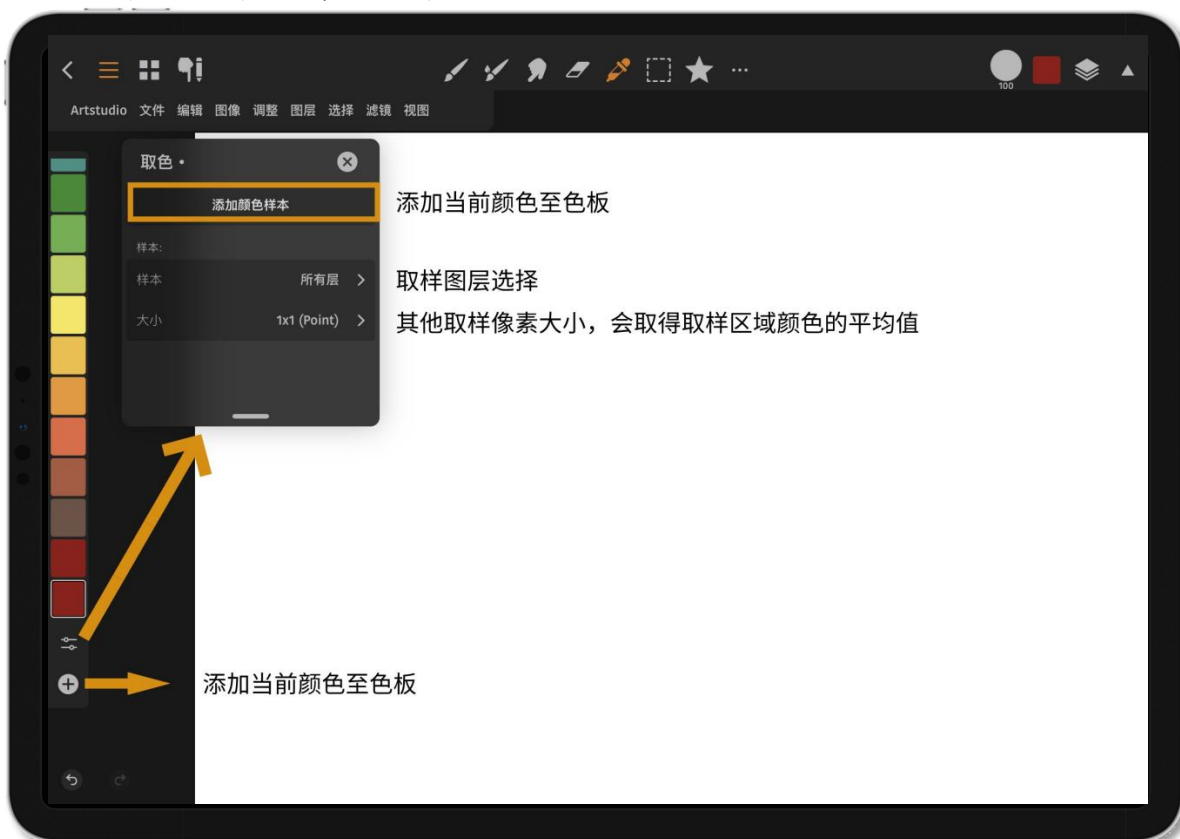 100
Artstudio 文件 编辑 图像 调整 图层 选择 滤镜 视图
取色 •
添加颜色样本
添加当前颜色至色板
样本:
样本 所有层
取样图层选择
大小 1x1 (Point)
其他取样像素大小，会取得取样区域颜色的平均值
添加当前颜色至色板